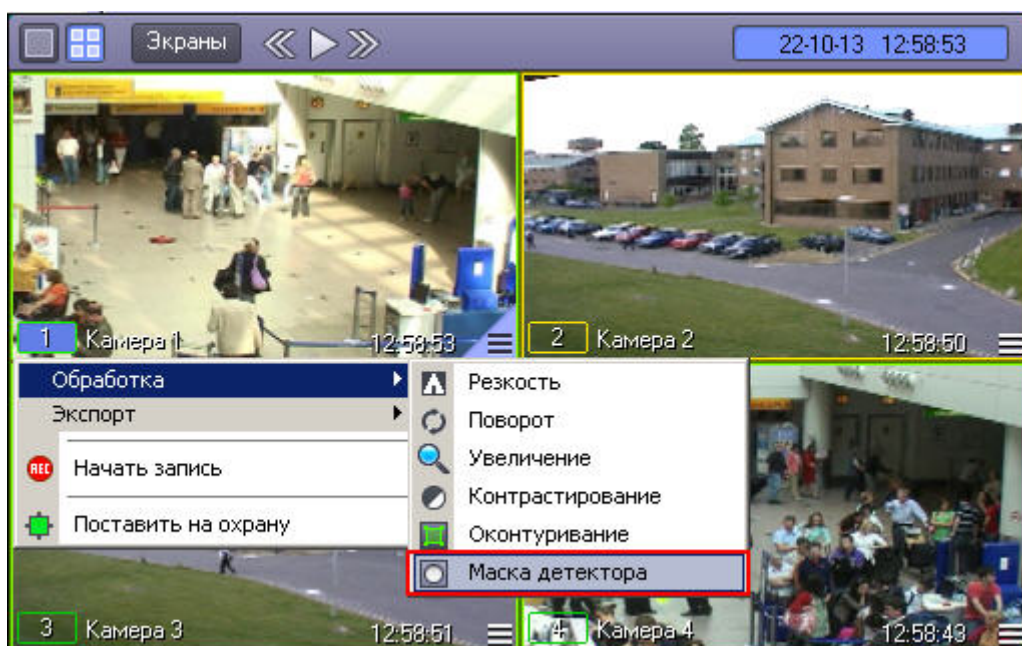 Экраны
22-10-13 12:58:53
1 Камера 1 12:58:53
2 Камера 2 12:58:50
Обработка
Экспорт
REC Начать запись
Поставить на охрану
Резкость
Поворот
Увеличение
Контрастирование
Оконтуривание
Маска детектора
3 Камера 3 12:58:51
4 Камера 4 12:58:43